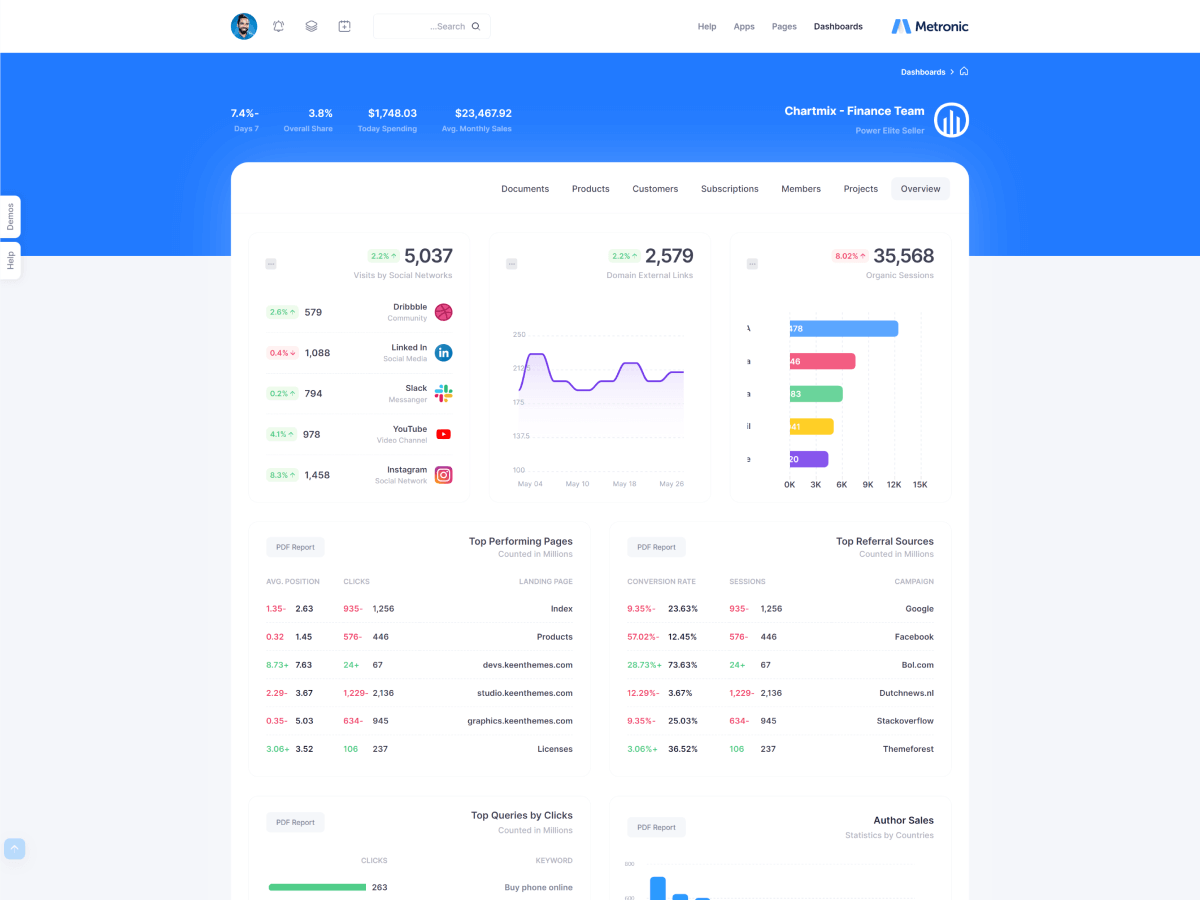 ...Search
Help Apps Pages Dashboards
Metronic
Dashboards
7.4%- 3.8% $1,748.03 $23,467.92
Days 7 Overall Share Today Spending Avg. Monthly Sales
Chartmix - Finance Team
Power Elite Seller
Demos
Help
Documents Products Customers Subscriptions Members Projects Overview
2.2% 5,037
Visits by Social Networks
2.6% 579 Dribbble
Community
0.4% 1,088 Linked In
Social Media
0.2% 794 Slack
Messanger
4.1% 978 YouTube
Video Channel
8.3% 1,458 Instagram
Social Network
2.2% 2,579
Domain External Links
250
212.5
175
137.5
100
May 04 May 10 May 18 May 26
8.02% 35,568
Organic Sessions
478
46
83
41
20
0K 3K 6K 9K 12K 15K
PDF Report
Top Performing Pages
Counted in Millions
AVG. POSITION CLICKS LANDING PAGE
1.35- 2.63 935- 1,256 Index
0.32 1.45 576- 446 Products
8.73+ 7.63 24+ 67 devs.keenthemes.com
2.29- 3.67 1,229- 2,136 studio.keenthemes.com
0.35- 5.03 634- 945 graphics.keenthemes.com
3.06+ 3.52 106 237 Licenses
PDF Report
Top Referral Sources
Counted in Millions
CONVERSION RATE SESSIONS CAMPAIGN
9.35%- 23.63% 935- 1,256 Google
57.02%- 12.45% 576- 446 Facebook
28.73%+ 73.63% 24+ 67 Bol.com
12.29%- 3.67% 1,229- 2,136 Dutchnews.nl
9.35%- 25.03% 634- 945 Stackoverflow
3.06%+ 36.52% 106 237 Themeforest
PDF Report
Top Queries by Clicks
Counted in Millions
CLICKS KEYWORD
263 Buy phone online
PDF Report
Author Sales
Statistics by Countries
900
600